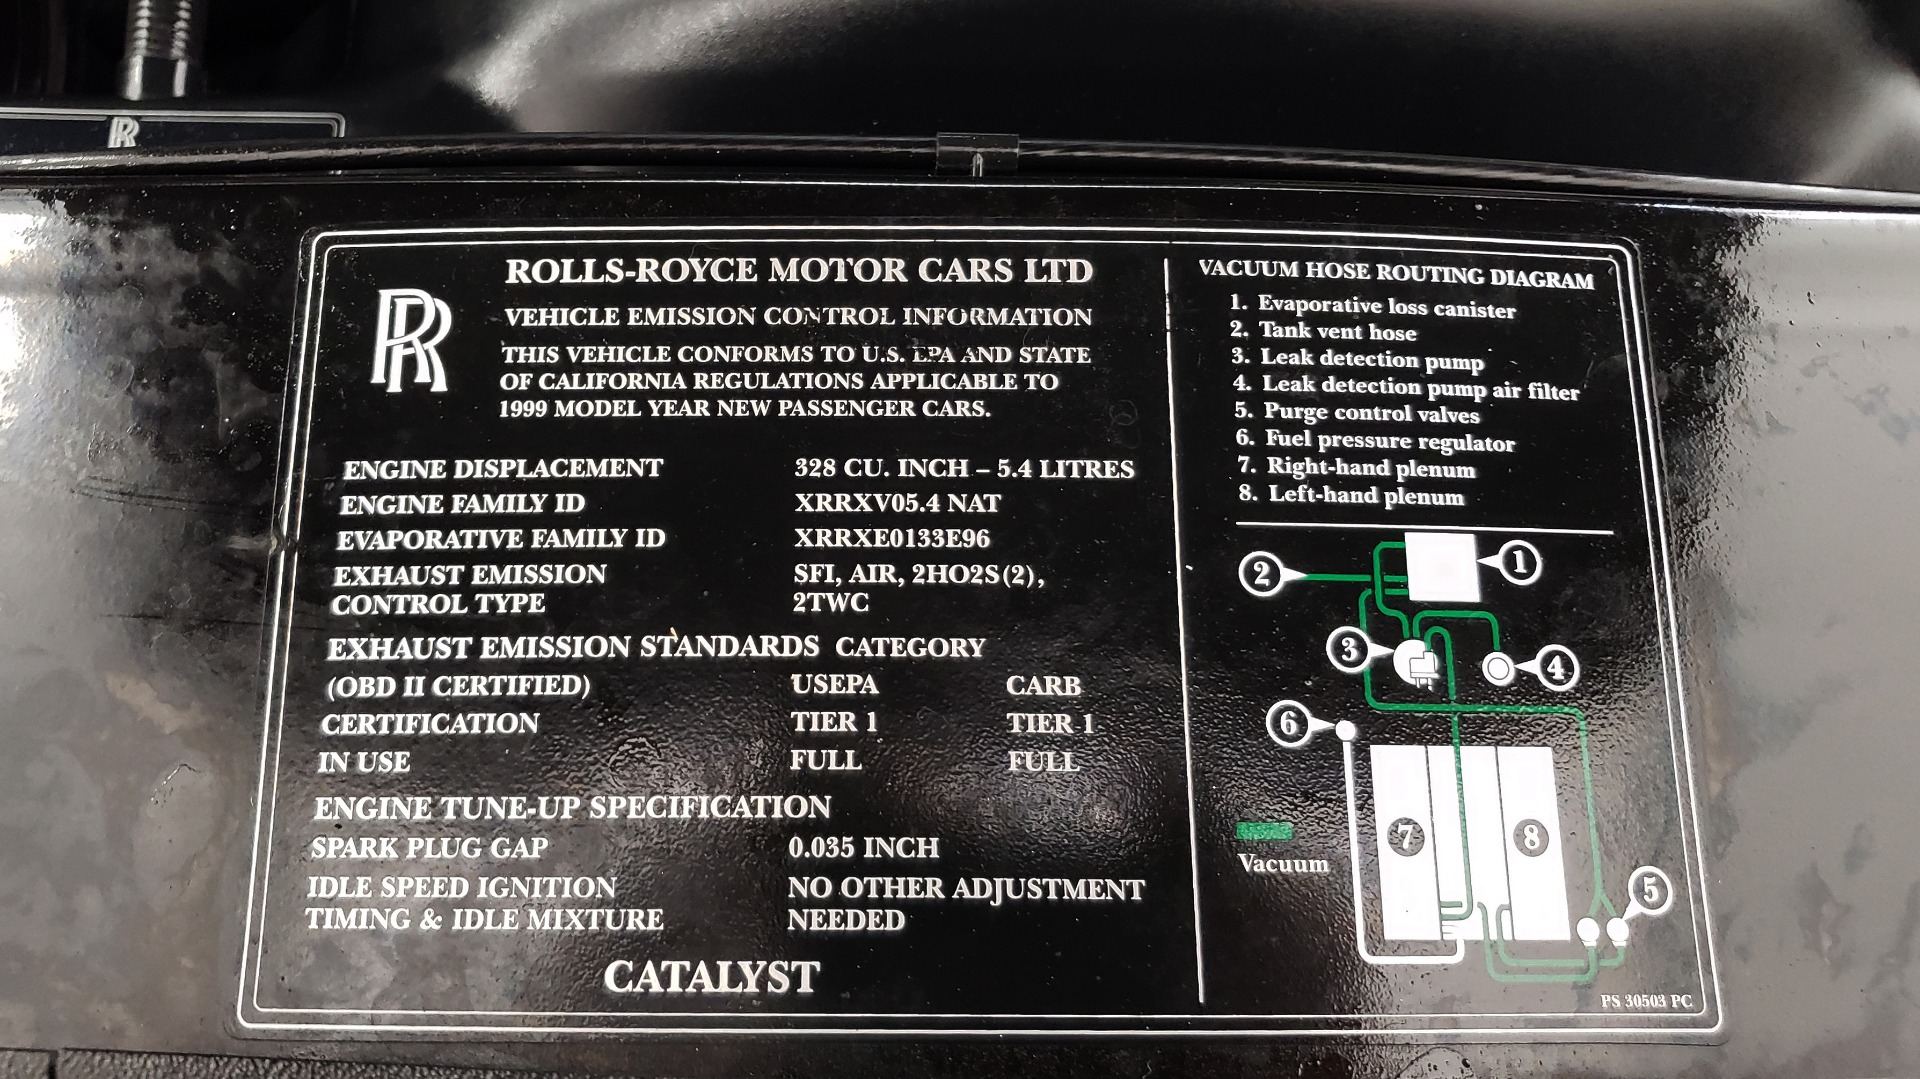 ROLLS-ROYCE MOTOR CARS LTD
VEHICLE EMISSION CONTROL INFORMATION
THIS VEHICLE CONFORMS TO U.S. EPA AND STATE
OF CALIFORNIA REGULATIONS APPLICABLE TO
1999 MODEL YEAR NEW PASSENGER CARS.
RR
ENGINE DISPLACEMENT 328 CU. INCH – 5.4 LITRES
ENGINE FAMILY ID XRRXV05.4 NAT
EVAPORATIVE FAMILY ID XRRXE0133E96
EXHAUST EMISSION SFI, AIR, 2HO2S(2),
CONTROL TYPE 2TWC
EXHAUST EMISSION STANDARDS CATEGORY
(OBD II CERTIFIED) USEPA CARB
CERTIFICATION TIER 1 TIER 1
IN USE FULL FULL
ENGINE TUNE-UP SPECIFICATION
SPARK PLUG GAP 0.035 INCH
IDLE SPEED IGNITION NO OTHER ADJUSTMENT
TIMING & IDLE MIXTURE NEEDED
CATALYST
VACUUM HOSE ROUTING DIAGRAM
1. Evaporative loss canister
2. Tank vent hose
3. Leak detection pump
4. Leak detection pump air filter
5. Purge control valves
6. Fuel pressure regulator
7. Right-hand plenum
8. Left-hand plenum
1
2
3
4
6
7
8
Vacuum
5
PS 30503 PC
RR